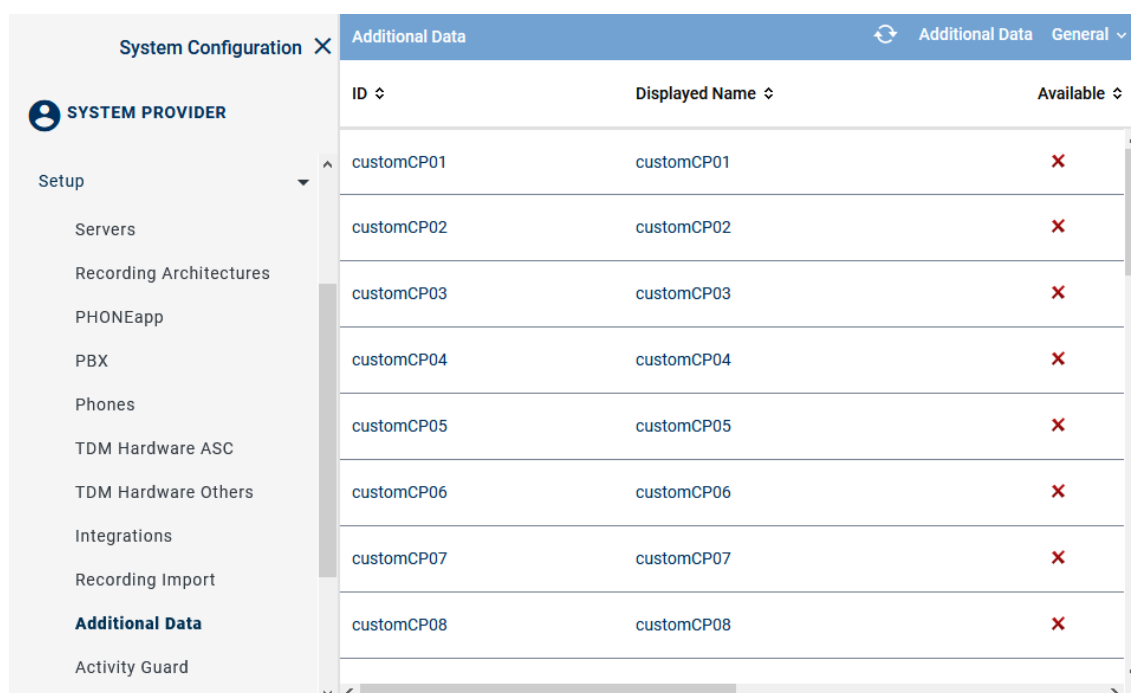 System Configuration
SYSTEM PROVIDER
Setup
Servers
Recording Architectures
PHONEapp
PBX
Phones
TDM Hardware ASC
TDM Hardware Others
Integrations
Recording Import
Additional Data
Activity Guard
Additional Data Additional Data General
ID Displayed Name Available
customCP01 customCP01
customCP02 customCP02
customCP03 customCP03
customCP04 customCP04
customCP05 customCP05
customCP06 customCP06
customCP07 customCP07
customCP08 customCP08